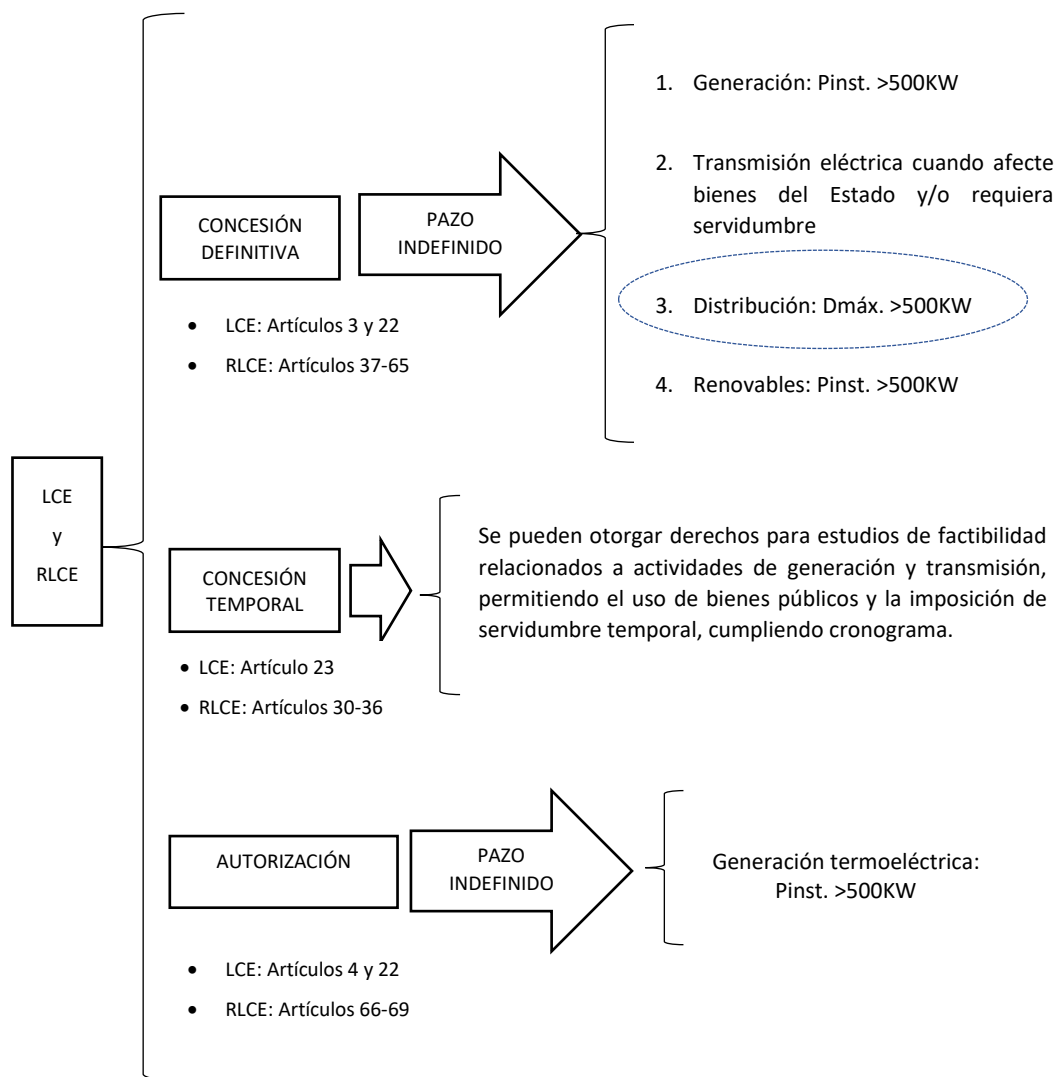 LCE
y
RLCE
CONCESIÓN
DEFINITIVA
PAZO
INDEFINIDO
• LCE: Artículos 3 y 22
• RLCE: Artículos 37-65
1. Generación: Pinst. >500KW
2. Transmisión eléctrica cuando afecte
bienes del Estado y/o requiera
servidumbre
3. Distribución: Dmáx. >500KW
4. Renovables: Pinst. >500KW
CONCESIÓN
TEMPORAL
• LCE: Artículo 23
• RLCE: Artículos 30-36
Se pueden otorgar derechos para estudios de factibilidad
relacionados a actividades de generación y transmisión,
permitiendo el uso de bienes públicos y la imposición de
servidumbre temporal, cumpliendo cronograma.
AUTORIZACIÓN
PAZO
INDEFINIDO
• LCE: Artículos 4 y 22
• RLCE: Artículos 66-69
Generación termoeléctrica:
Pinst. >500KW